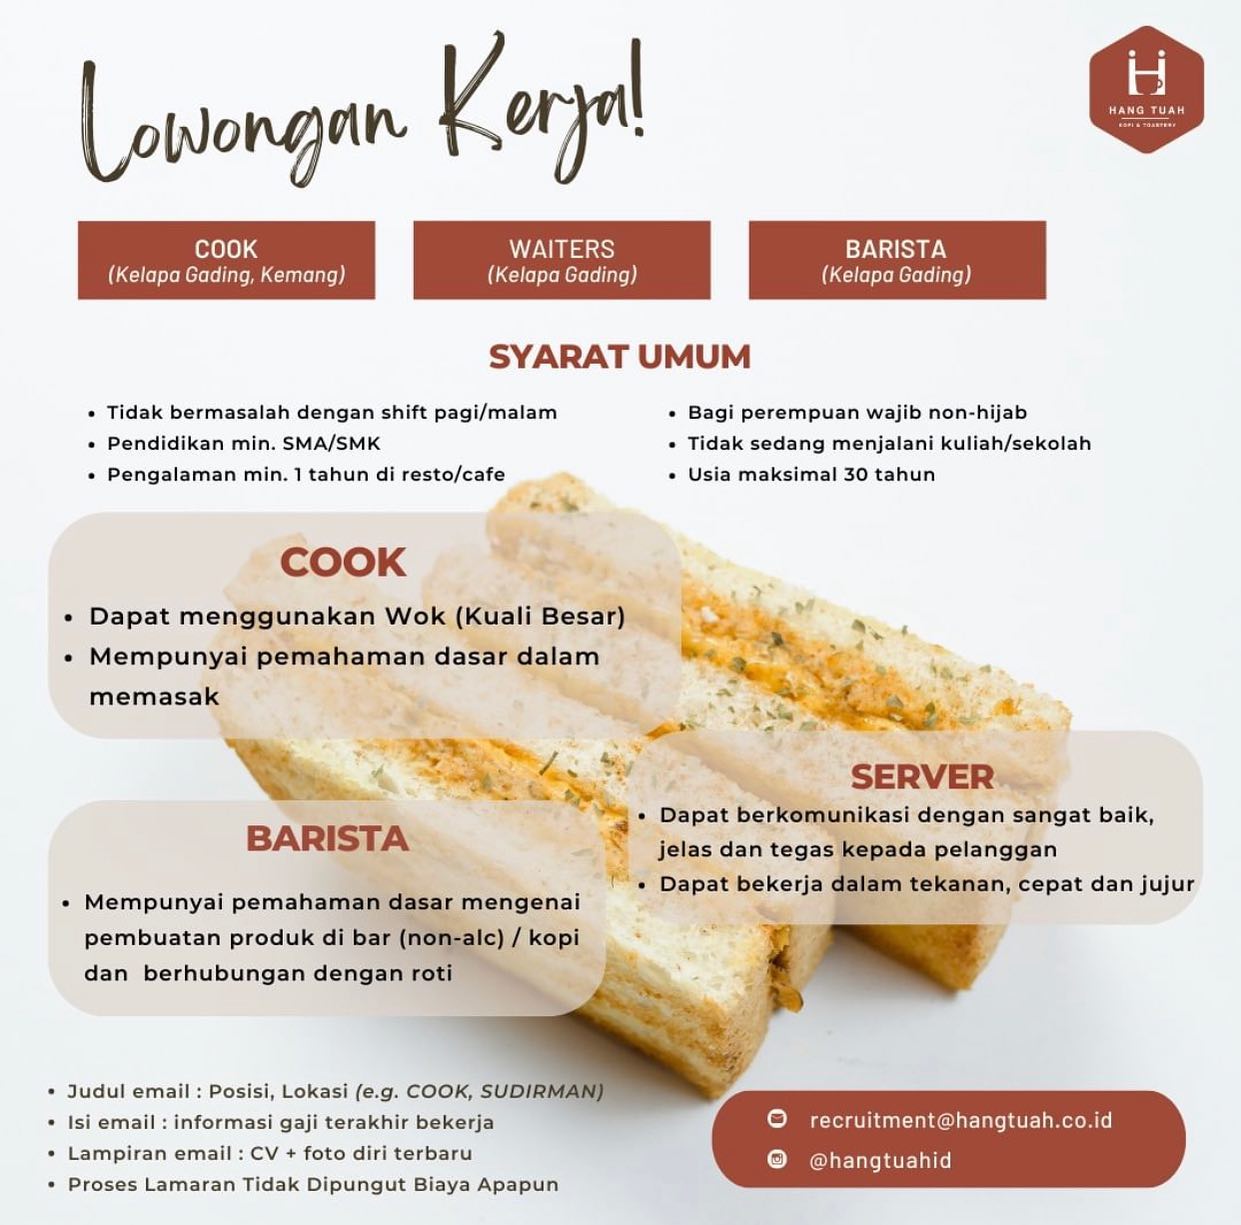 Lowongan Kerja!
HANG TUAH
KOPI & TOASTERY
COOK
(Kelapa Gading, Kemang)
WAITERS
(Kelapa Gading)
BARISTA
(Kelapa Gading)
SYARAT UMUM
• Tidak bermasalah dengan shift pagi/malam
• Pendidikan min. SMA/SMK
• Pengalaman min. 1 tahun di resto/cafe
• Bagi perempuan wajib non-hijab
• Tidak sedang menjalani kuliah/sekolah
• Usia maksimal 30 tahun
COOK
• Dapat menggunakan Wok (Kuali Besar)
• Mempunyai pemahaman dasar dalam
memasak
SERVER
• Dapat berkomunikasi dengan sangat baik,
jelas dan tegas kepada pelanggan
• Dapat bekerja dalam tekanan, cepat dan jujur
BARISTA
• Mempunyai pemahaman dasar mengenai
pembuatan produk di bar (non-alc) / kopi
dan berhubungan dengan roti
• Judul email : Posisi, Lokasi (e.g. COOK, SUDIRMAN)
• Isi email : informasi gaji terakhir bekerja
• Lampiran email : CV + foto diri terbaru
• Proses Lamaran Tidak Dipungut Biaya Apapun
recruitment@hangtuah.co.id
@hangtuahid